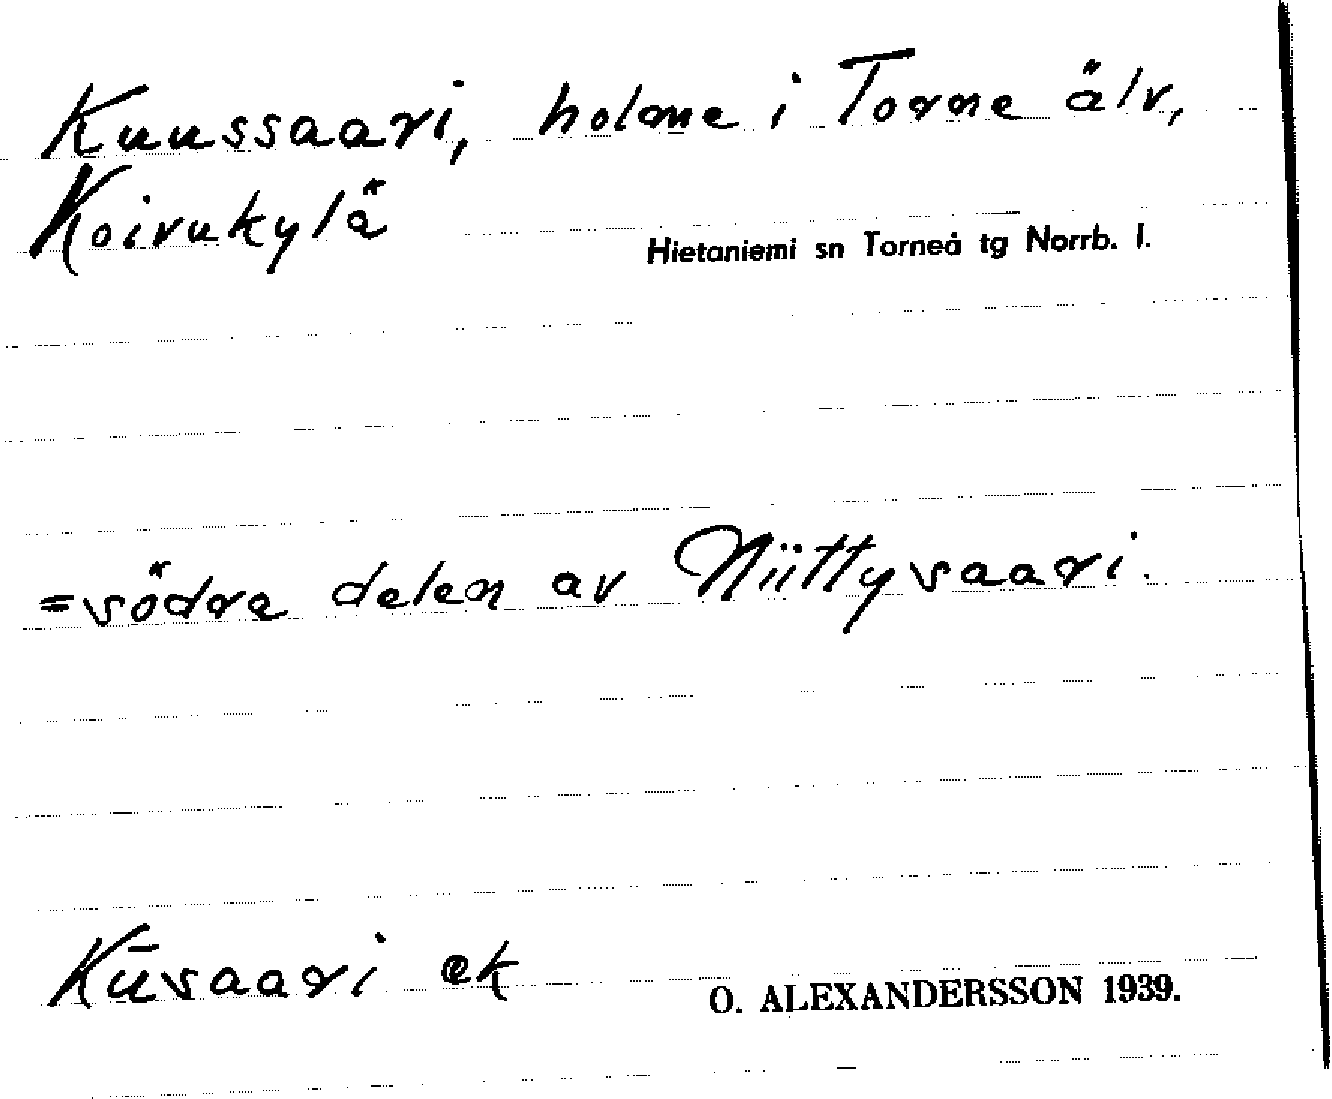 Kuussaari, holme i Torne älv,
Koivukylä
Hietaniemi sn Torneå tg Norrb. l.
=södra delen av Niittysaari.
Kūsaari ek
O. ALEXANDERSSON 1939.